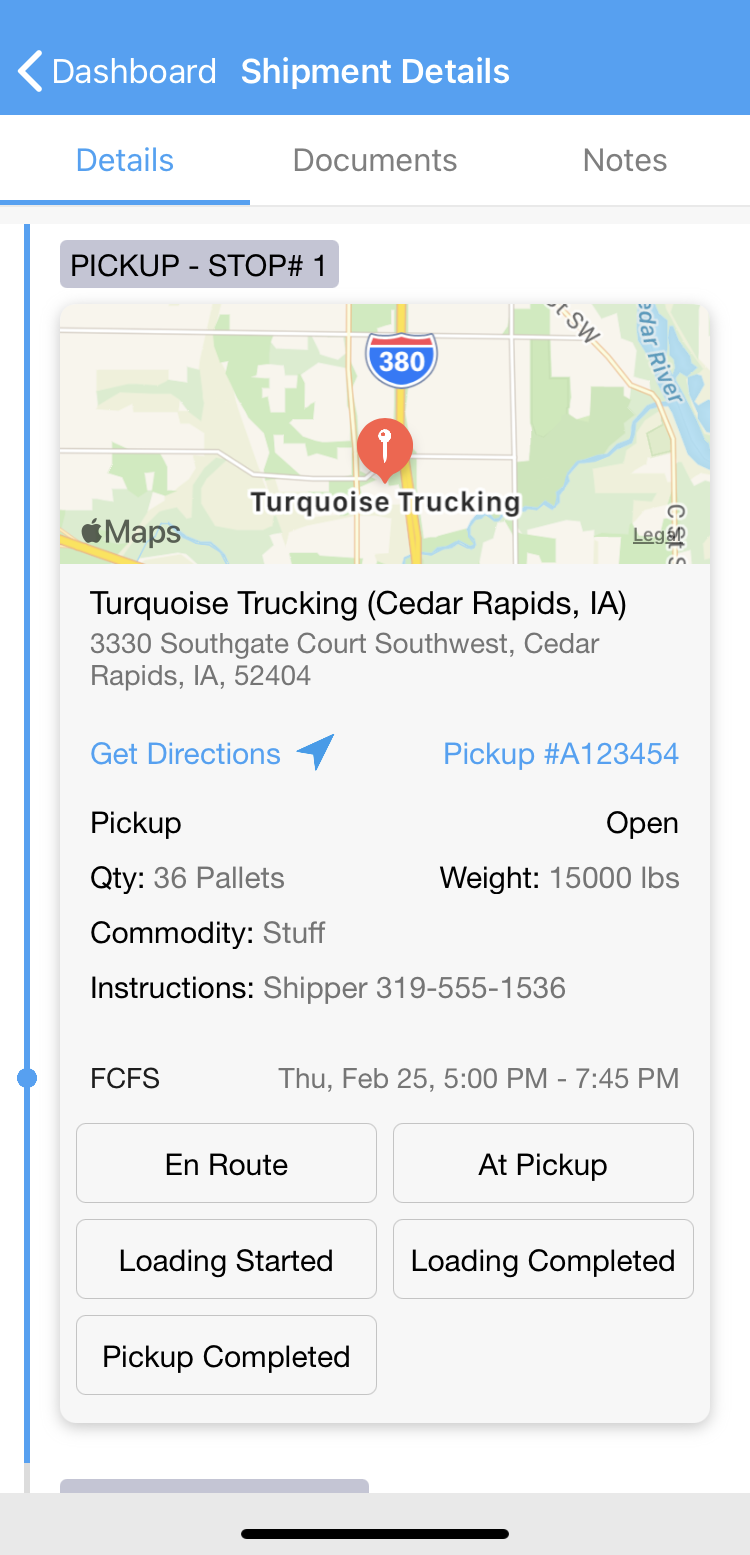 Dashboard Shipment Details
Details Documents Notes
PICKUP - STOP# 1
380
SW
edar River
Turquoise Trucking
Maps
Legal
C St S
Turquoise Trucking (Cedar Rapids, IA)
3330 Southgate Court Southwest, Cedar
Rapids, IA, 52404
Get Directions Pickup #A123454
Pickup Open
Qty: 36 Pallets Weight: 15000 lbs
Commodity: Stuff
Instructions: Shipper 319-555-1536
FCFS Thu, Feb 25, 5:00 PM - 7:45 PM
En Route At Pickup
Loading Started Loading Completed
Pickup Completed